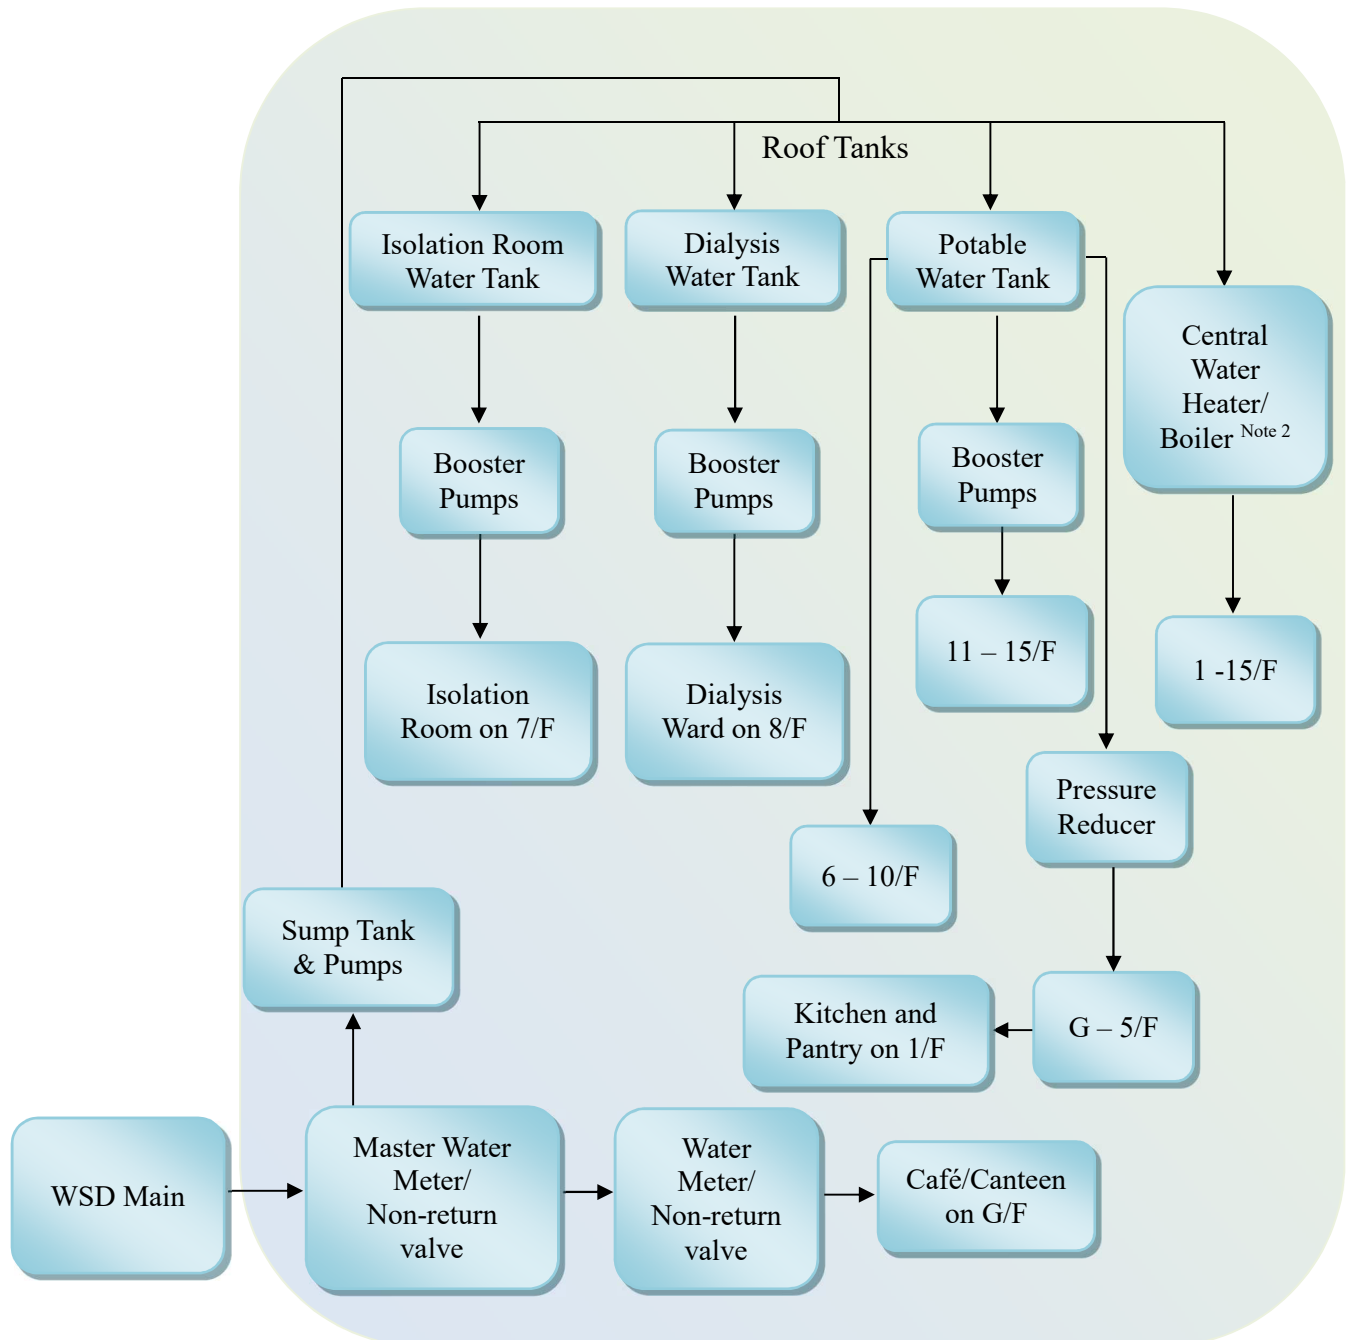 Roof Tanks
Isolation Room
Water Tank
Dialysis
Water Tank
Potable
Water Tank
Central
Water
Heater/
Boiler Note 2
Booster
Pumps
Booster
Pumps
Booster
Pumps
11 – 15/F
1 -15/F
Isolation
Room on 7/F
Dialysis
Ward on 8/F
Pressure
Reducer
6 – 10/F
Sump Tank
& Pumps
Kitchen and
Pantry on 1/F
G – 5/F
WSD Main
Master Water
Meter/
Non-return
valve
Water
Meter/
Non-return
valve
Café/Canteen
on G/F